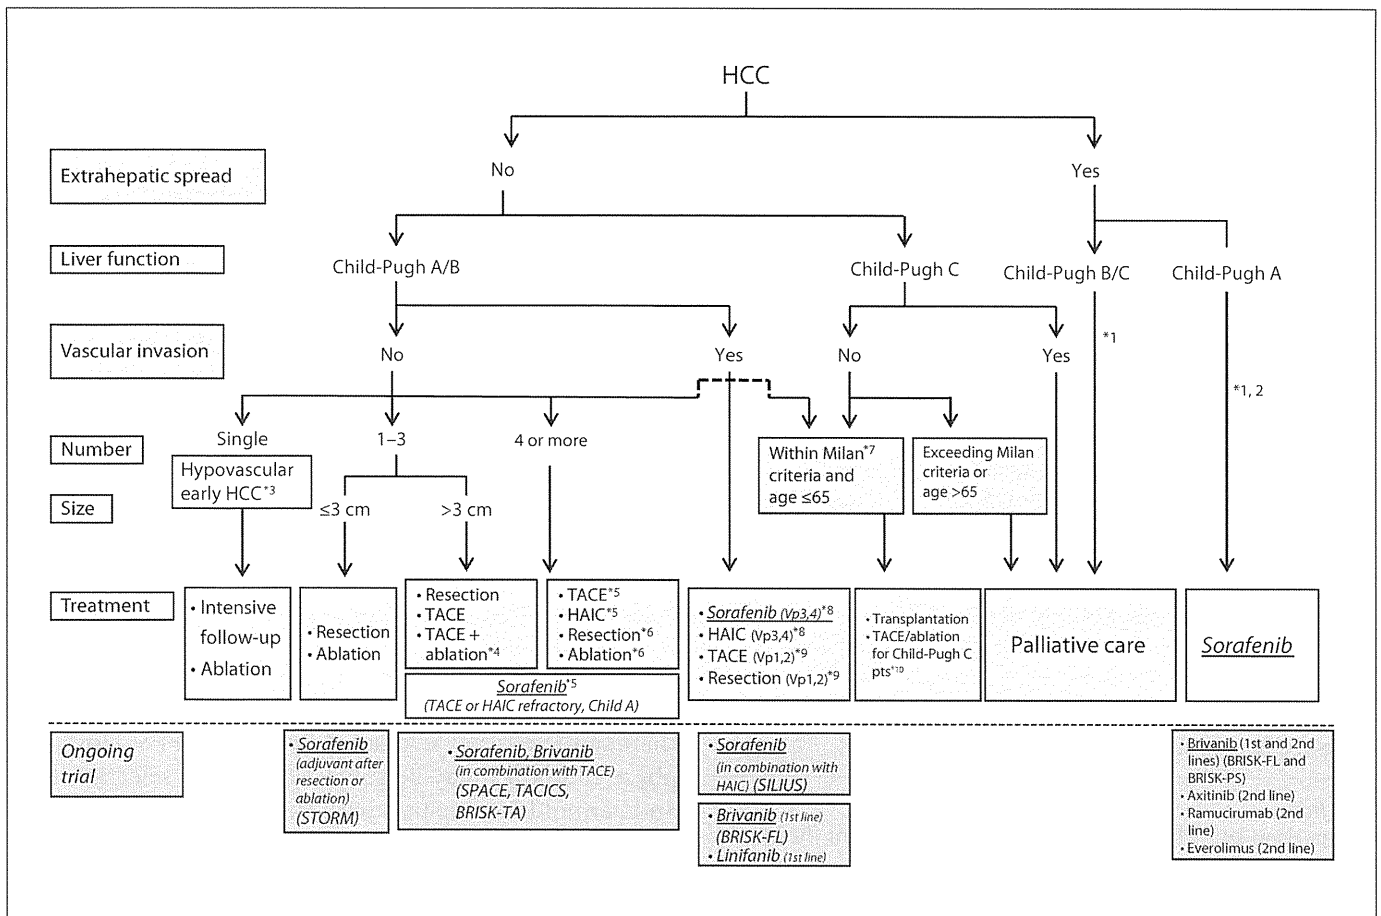 HCC
Extrahepatic spread
No
Yes
Liver function
Child-Pugh A/B
Child-Pugh C
Child-Pugh B/C
Child-Pugh A
Vascular invasion
No
Yes
No
Yes
*1
*1, 2
Number
Single
1–3
4 or more
Hypovascular
early HCC*3
Within Milan*7
criteria and
age ≤65
Exceeding Milan
criteria or
age >65
Size
≤3 cm
>3 cm
Treatment
• Intensive
follow-up
• Ablation
• Resection
• Ablation
• Resection
• TACE
• TACE +
ablation*4
• TACE*5
• HAIC*5
• Resection*6
• Ablation*6
Sorafenib*5
(TACE or HAIC refractory, Child A)
• Sorafenib (Vp3,4)*8
• HAIC (Vp3,4)*8
• TACE (Vp1,2)*9
• Resection (Vp1,2)*9
• Transplantation
• TACE/ablation
for Child-Pugh C
pts*10
Palliative care
Sorafenib
Ongoing
trial
• Sorafenib
(adjuvant after
resection or
ablation)
(STORM)
• Sorafenib, Brivanib
(in combination with TACE)
(SPACE, TACICS,
BRISK-TA)
• Sorafenib
(in combination with
HAIC) (SILIUS)
• Brivanib (1st line)
(BRISK-FL)
• Linifanib (1st line)
• Brivanib (1st and 2nd
lines) (BRISK-FL and
BRISK-PS)
• Axitinib (2nd line)
• Ramucirumab (2nd
line)
• Everolimus (2nd line)